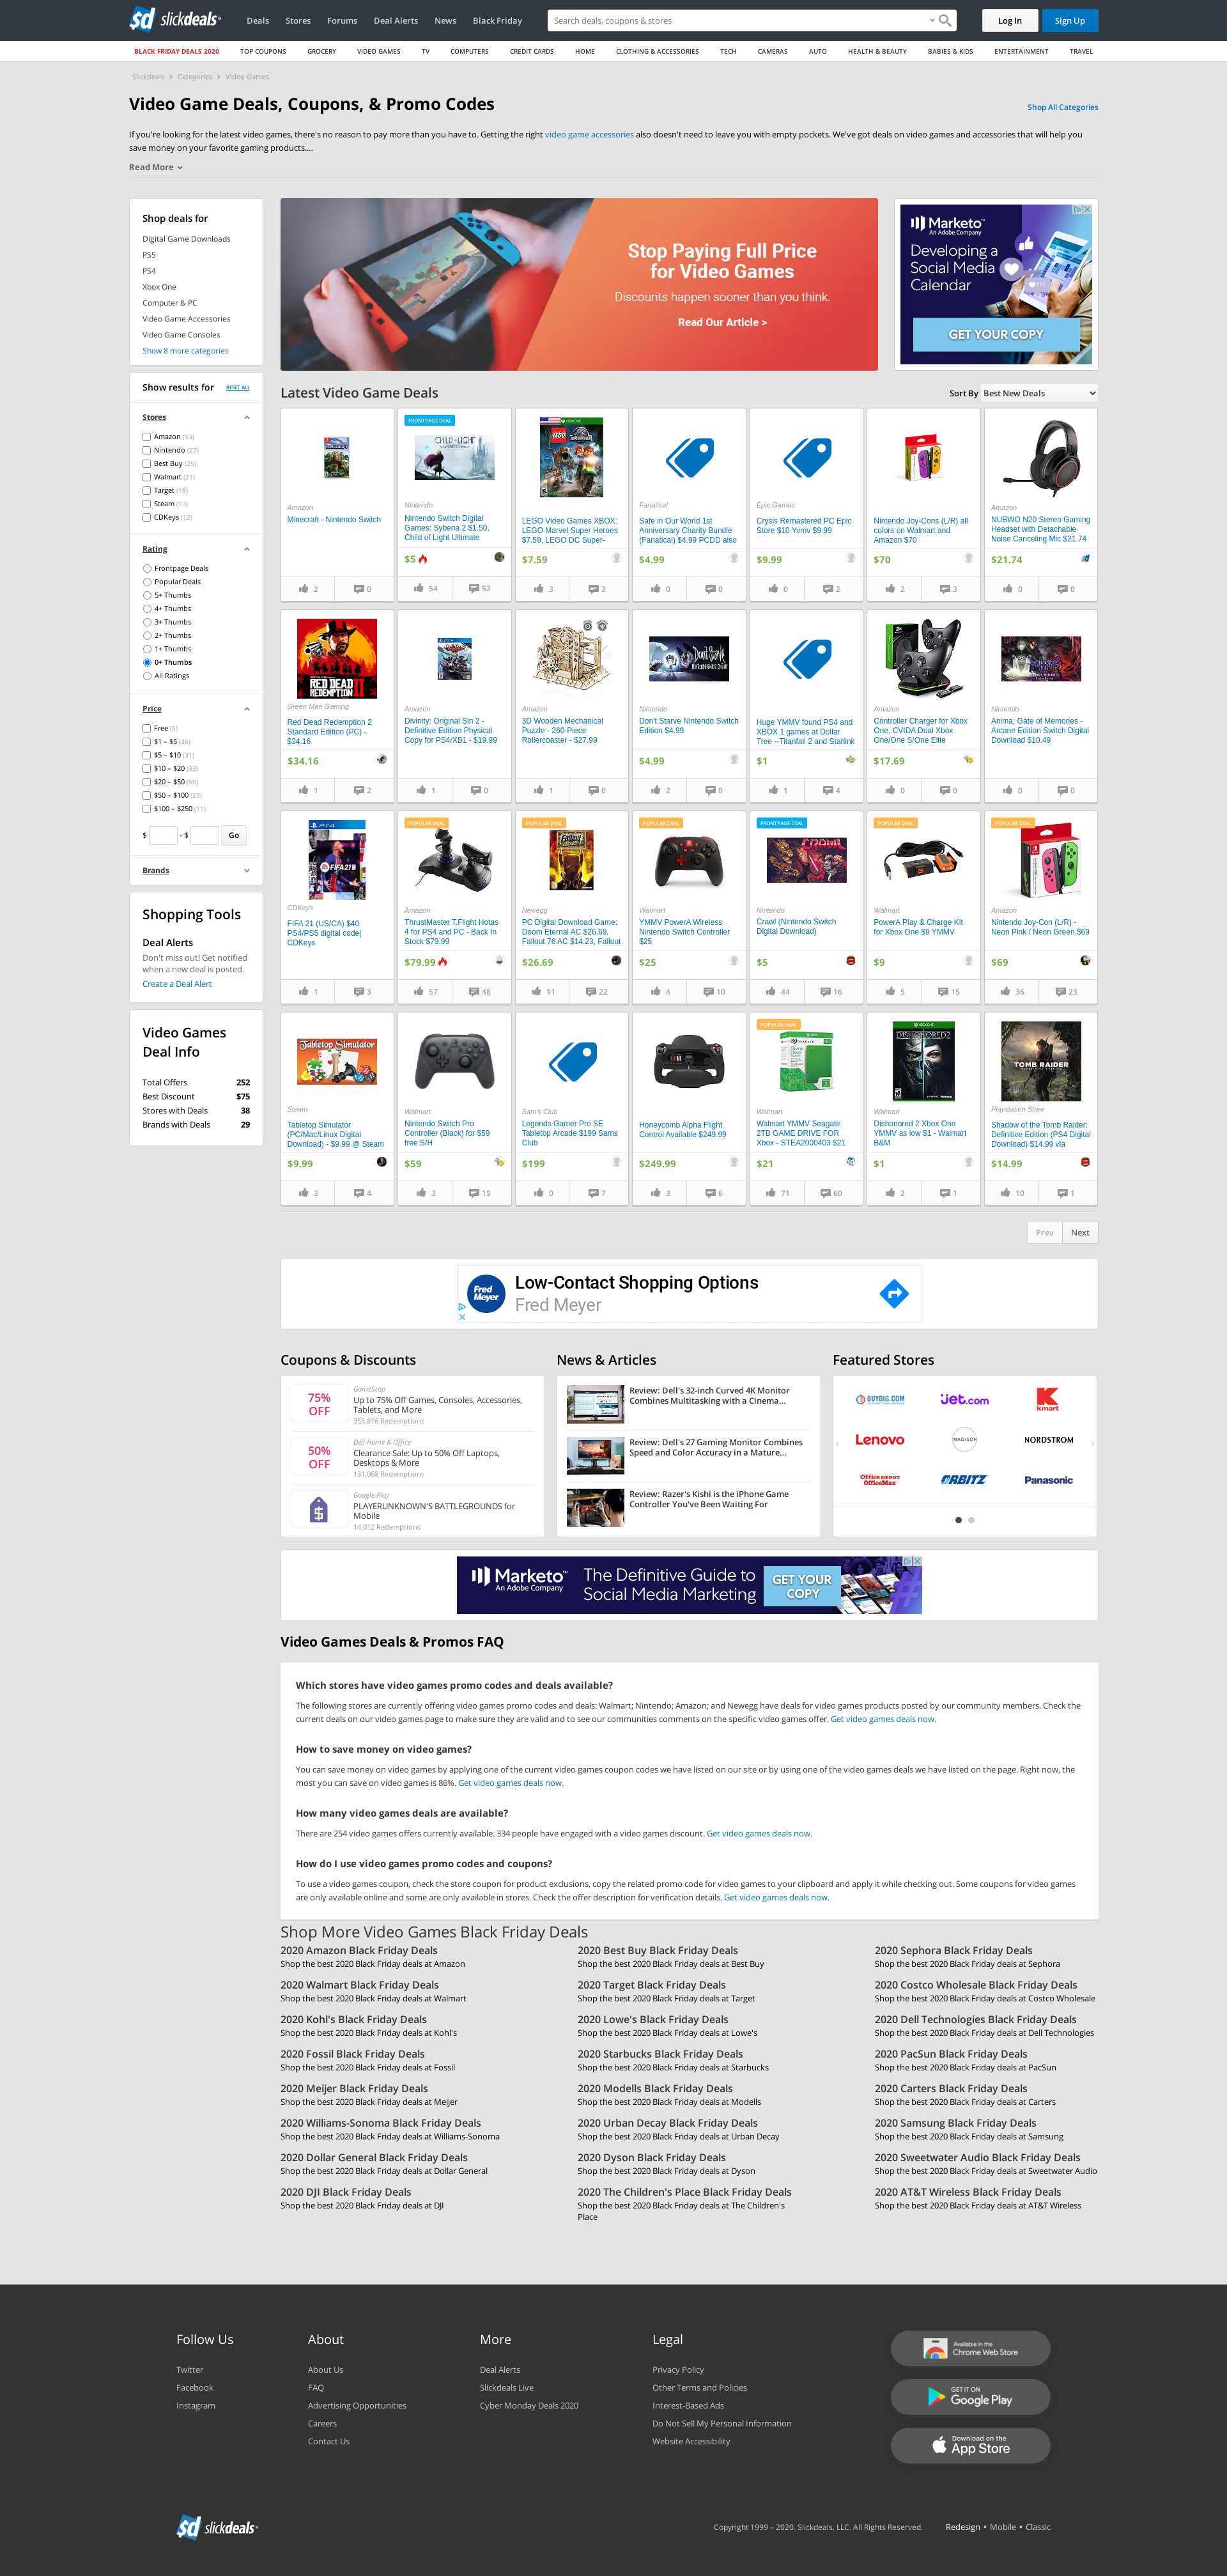 slickdeals
Deals Stores Forums Deal Alerts News Black Friday
Search deals, coupons & stores
Log In
Sign Up
BLACK FRIDAY DEALS 2020 TOP COUPONS GROCERY VIDEO GAMES TV COMPUTERS CREDIT CARDS HOME CLOTHING & ACCESSORIES TECH CAMERAS AUTO HEALTH & BEAUTY BABIES & KIDS ENTERTAINMENT TRAVEL
Slickdeals › Categories › Video Games
Video Game Deals, Coupons, & Promo Codes
Shop All Categories
If you're looking for the latest video games, there's no reason to pay more than you have to. Getting the right video game accessories also doesn't need to leave you with empty pockets. We've got deals on video games and accessories that will help you
save money on your favorite gaming products....
Read More
Shop deals for
Digital Game Downloads
PS5
PS4
Xbox One
Computer & PC
Video Game Accessories
Video Game Consoles
Show 8 more categories
Show results for RESET ALL
Stores
Amazon (53)
Nintendo (27)
Best Buy (25)
Walmart (21)
Target (18)
Steam (13)
CDKeys (12)
Rating
Frontpage Deals
Popular Deals
5+ Thumbs
4+ Thumbs
3+ Thumbs
2+ Thumbs
1+ Thumbs
0+ Thumbs
All Ratings
Price
Free (5)
$1 – $5 (36)
$5 – $10 (31)
$10 – $20 (33)
$20 – $50 (50)
$50 – $100 (23)
$100 – $250 (11)
$ - $ Go
Brands
Shopping Tools
Deal Alerts
Don't miss out! Get notified
when a new deal is posted.
Create a Deal Alert
Video Games
Deal Info
Total Offers 252
Best Discount $75
Stores with Deals 38
Brands with Deals 29
Stop Paying Full Price
for Video Games
Discounts happen sooner than you think.
Read Our Article >
Marketo™
An Adobe Company
Developing a
Social Media
Calendar
GET YOUR COPY
Latest Video Game Deals
Sort By Best New Deals
Amazon
Minecraft - Nintendo Switch
2 0
FRONTPAGE DEAL
CHILD of LIGHT
Nintendo
Nintendo Switch Digital
Games: Syberia 2 $1.50,
Child of Light Ultimate
$5
54 52
LEGO Video Games XBOX:
LEGO Marvel Super Heroes
$7.59, LEGO DC Super-
$7.59
3 2
Fanatical
Safe in Our World 1st
Anniversary Charity Bundle
(Fanatical) $4.99 PCDD also
$4.99
0 0
Epic Games
Crysis Remastered PC Epic
Store $10 Yvmv $9.99
$9.99
0 2
Nintendo Joy-Cons (L/R) all
colors on Walmart and
Amazon $70
$70
2 3
Amazon
NUBWO N20 Stereo Gaming
Headset with Detachable
Noise Canceling Mic $21.74
$21.74
0 0
RED DEAD
REDEMPTION II
Green Man Gaming
Red Dead Redemption 2
Standard Edition (PC) -
$34.16
$34.16
1 2
Amazon
Divinity: Original Sin 2 -
Definitive Edition Physical
Copy for PS4/XB1 - $19.99
1 0
Amazon
3D Wooden Mechanical
Puzzle - 260-Piece
Rollercoaster - $27.99
1 0
Don't Starve
Nintendo
Don't Starve Nintendo Switch
Edition $4.99
$4.99
2 0
Huge YMMV found PS4 and
XBOX 1 games at Dollar
Tree --Titanfall 2 and Starlink
$1
1 4
Amazon
Controller Charger for Xbox
One, CVIDA Dual Xbox
One/One S/One Elite
$17.69
0 0
Nintendo
Anima: Gate of Memories -
Arcane Edition Switch Digital
Download $10.49
0 0
PS4
FIFA 21
CDKeys
FIFA 21 (US/CA) $40
PS4/PS5 digital code|
CDKeys
1 3
POPULAR DEAL
Amazon
ThrustMaster T.Flight Hotas
4 for PS4 and PC - Back In
Stock $79.99
$79.99
57 48
POPULAR DEAL
Newegg
PC Digital Download Game:
Doom Eternal AC $26.69,
Fallout 76 AC $14.23, Fallout
$26.69
11 22
POPULAR DEAL
Walmart
YMMV PowerA Wireless
Nintendo Switch Controller
$25
$25
4 10
FRONTPAGE DEAL
CRAWL
Nintendo
Crawl (Nintendo Switch
Digital Download)
$5
44 16
POPULAR DEAL
Walmart
PowerA Play & Charge Kit
for Xbox One $9 YMMV
$9
5 15
POPULAR DEAL
Amazon
Nintendo Joy-Con (L/R) -
Neon Pink / Neon Green $69
$69
36 23
Tabletop Simulator
Steam
Tabletop Simulator
(PC/Mac/Linux Digital
Download) - $9.99 @ Steam
$9.99
3 4
Walmart
Nintendo Switch Pro
Controller (Black) for $59
free S/H
$59
3 15
Sam's Club
Legends Gamer Pro SE
Tabletop Arcade $199 Sams
Club
$199
0 7
Honeycomb Alpha Flight
Control Available $249.99
$249.99
3 6
POPULAR DEAL
Walmart
Walmart YMMV Seagate
2TB GAME DRIVE FOR
Xbox - STEA2000403 $21
$21
71 60
DISHONORED 2
Walmart
Dishonored 2 Xbox One
YMMV as low $1 - Walmart
B&M
$1
2 1
TOMB RAIDER
Playstation Store
Shadow of the Tomb Raider:
Definitive Edition (PS4 Digital
Download) $14.99 via
$14.99
10 1
Prev Next
Fred Meyer
Low-Contact Shopping Options
Fred Meyer
Coupons & Discounts
75% OFF
GameStop
Up to 75% Off Games, Consoles, Accessories,
Tablets, and More
355,816 Redemptions
50% OFF
Dell Home & Office
Clearance Sale: Up to 50% Off Laptops,
Desktops & More
131,068 Redemptions
Google Play
PLAYERUNKNOWN'S BATTLEGROUNDS for
Mobile
14,012 Redemptions
News & Articles
Review: Dell's 32-inch Curved 4K Monitor
Combines Multitasking with a Cinema...
Review: Dell's 27 Gaming Monitor Combines
Speed and Color Accuracy in a Mature...
Review: Razer's Kishi is the iPhone Game
Controller You've Been Waiting For
Featured Stores
BUYDIG.COM jet.com kmart
Lenovo MADISON NORDSTROM
Office DEPOT OfficeMax ORBITZ Panasonic
Marketo™
An Adobe Company
The Definitive Guide to
Social Media Marketing
GET YOUR
COPY
Video Games Deals & Promos FAQ
Which stores have video games promo codes and deals available?
The following stores are currently offering video games promo codes and deals: Walmart; Nintendo; Amazon; and Newegg have deals for video games products posted by our community members. Check the
current deals on our video games page to make sure they are valid and to see our communities comments on the specific video games offer. Get video games deals now.
How to save money on video games?
You can save money on video games by applying one of the current video games coupon codes we have listed on our site or by using one of the video games deals we have listed on the page. Right now, the
most you can save on video games is 86%. Get video games deals now.
How many video games deals are available?
There are 254 video games offers currently available. 334 people have engaged with a video games discount. Get video games deals now.
How do I use video games promo codes and coupons?
To use a video games coupon, check the store coupon for product exclusions, copy the related promo code for video games to your clipboard and apply it while checking out. Some coupons for video games
are only available online and some are only available in stores. Check the offer description for verification details. Get video games deals now.
Shop More Video Games Black Friday Deals
2020 Amazon Black Friday Deals
Shop the best 2020 Black Friday deals at Amazon
2020 Best Buy Black Friday Deals
Shop the best 2020 Black Friday deals at Best Buy
2020 Sephora Black Friday Deals
Shop the best 2020 Black Friday deals at Sephora
2020 Walmart Black Friday Deals
Shop the best 2020 Black Friday deals at Walmart
2020 Target Black Friday Deals
Shop the best 2020 Black Friday deals at Target
2020 Costco Wholesale Black Friday Deals
Shop the best 2020 Black Friday deals at Costco Wholesale
2020 Kohl's Black Friday Deals
Shop the best 2020 Black Friday deals at Kohl's
2020 Lowe's Black Friday Deals
Shop the best 2020 Black Friday deals at Lowe's
2020 Dell Technologies Black Friday Deals
Shop the best 2020 Black Friday deals at Dell Technologies
2020 Fossil Black Friday Deals
Shop the best 2020 Black Friday deals at Fossil
2020 Starbucks Black Friday Deals
Shop the best 2020 Black Friday deals at Starbucks
2020 PacSun Black Friday Deals
Shop the best 2020 Black Friday deals at PacSun
2020 Meijer Black Friday Deals
Shop the best 2020 Black Friday deals at Meijer
2020 Modells Black Friday Deals
Shop the best 2020 Black Friday deals at Modells
2020 Carters Black Friday Deals
Shop the best 2020 Black Friday deals at Carters
2020 Williams-Sonoma Black Friday Deals
Shop the best 2020 Black Friday deals at Williams-Sonoma
2020 Urban Decay Black Friday Deals
Shop the best 2020 Black Friday deals at Urban Decay
2020 Samsung Black Friday Deals
Shop the best 2020 Black Friday deals at Samsung
2020 Dollar General Black Friday Deals
Shop the best 2020 Black Friday deals at Dollar General
2020 Dyson Black Friday Deals
Shop the best 2020 Black Friday deals at Dyson
2020 Sweetwater Audio Black Friday Deals
Shop the best 2020 Black Friday deals at Sweetwater Audio
2020 DJI Black Friday Deals
Shop the best 2020 Black Friday deals at DJI
2020 The Children's Place Black Friday Deals
Shop the best 2020 Black Friday deals at The Children's
Place
2020 AT&T Wireless Black Friday Deals
Shop the best 2020 Black Friday deals at AT&T Wireless
Follow Us
Twitter
Facebook
Instagram
About
About Us
FAQ
Advertising Opportunities
Careers
Contact Us
More
Deal Alerts
Slickdeals Live
Cyber Monday Deals 2020
Legal
Privacy Policy
Other Terms and Policies
Interest-Based Ads
Do Not Sell My Personal Information
Website Accessibility
Available in the
Chrome Web Store
GET IT ON
Google Play
Download on the
App Store
slickdeals
Copyright 1999 – 2020. Slickdeals, LLC. All Rights Reserved.
Redesign • Mobile • Classic